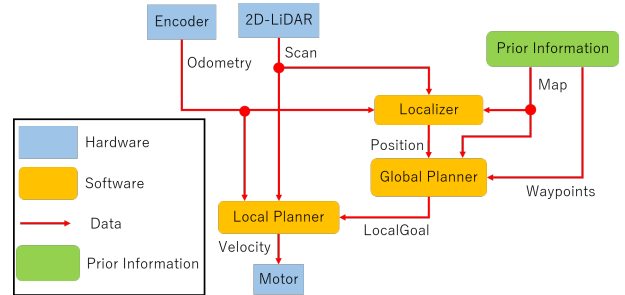 Encoder
2D-LiDAR
Scan
Odometry
Prior Information
Map
Localizer
Position
Global Planner
Waypoints
Local Planner
LocalGoal
Velocity
Motor
Hardware
Software
Data
Prior Information